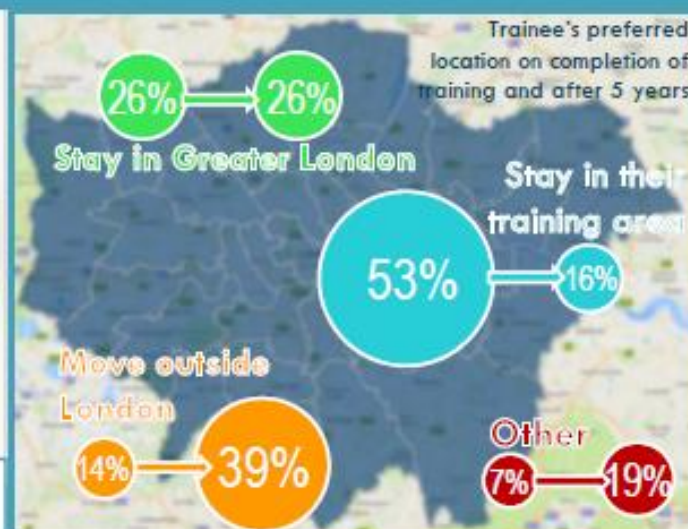 Trainee's preferred
location on completion of
training and after 5 years
26% 26%
Stay in Greater London
Stay in their
training area
53% 16%
Move outside
London
14% 39%
Other
7% 19%